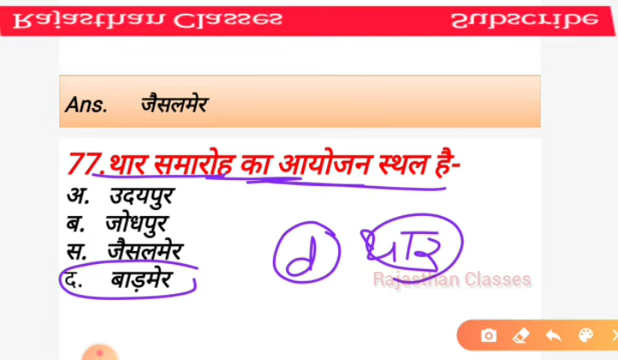 Rajasthan Classes Subscribe
Ans. जैसलमेर
77. थार समारोह का आयोजन स्थल है-
अ. उदयपुर
ब. जोधपुर
स. जैसलमेर
द. बाड़मेर
d थार
Rajasthan Classes